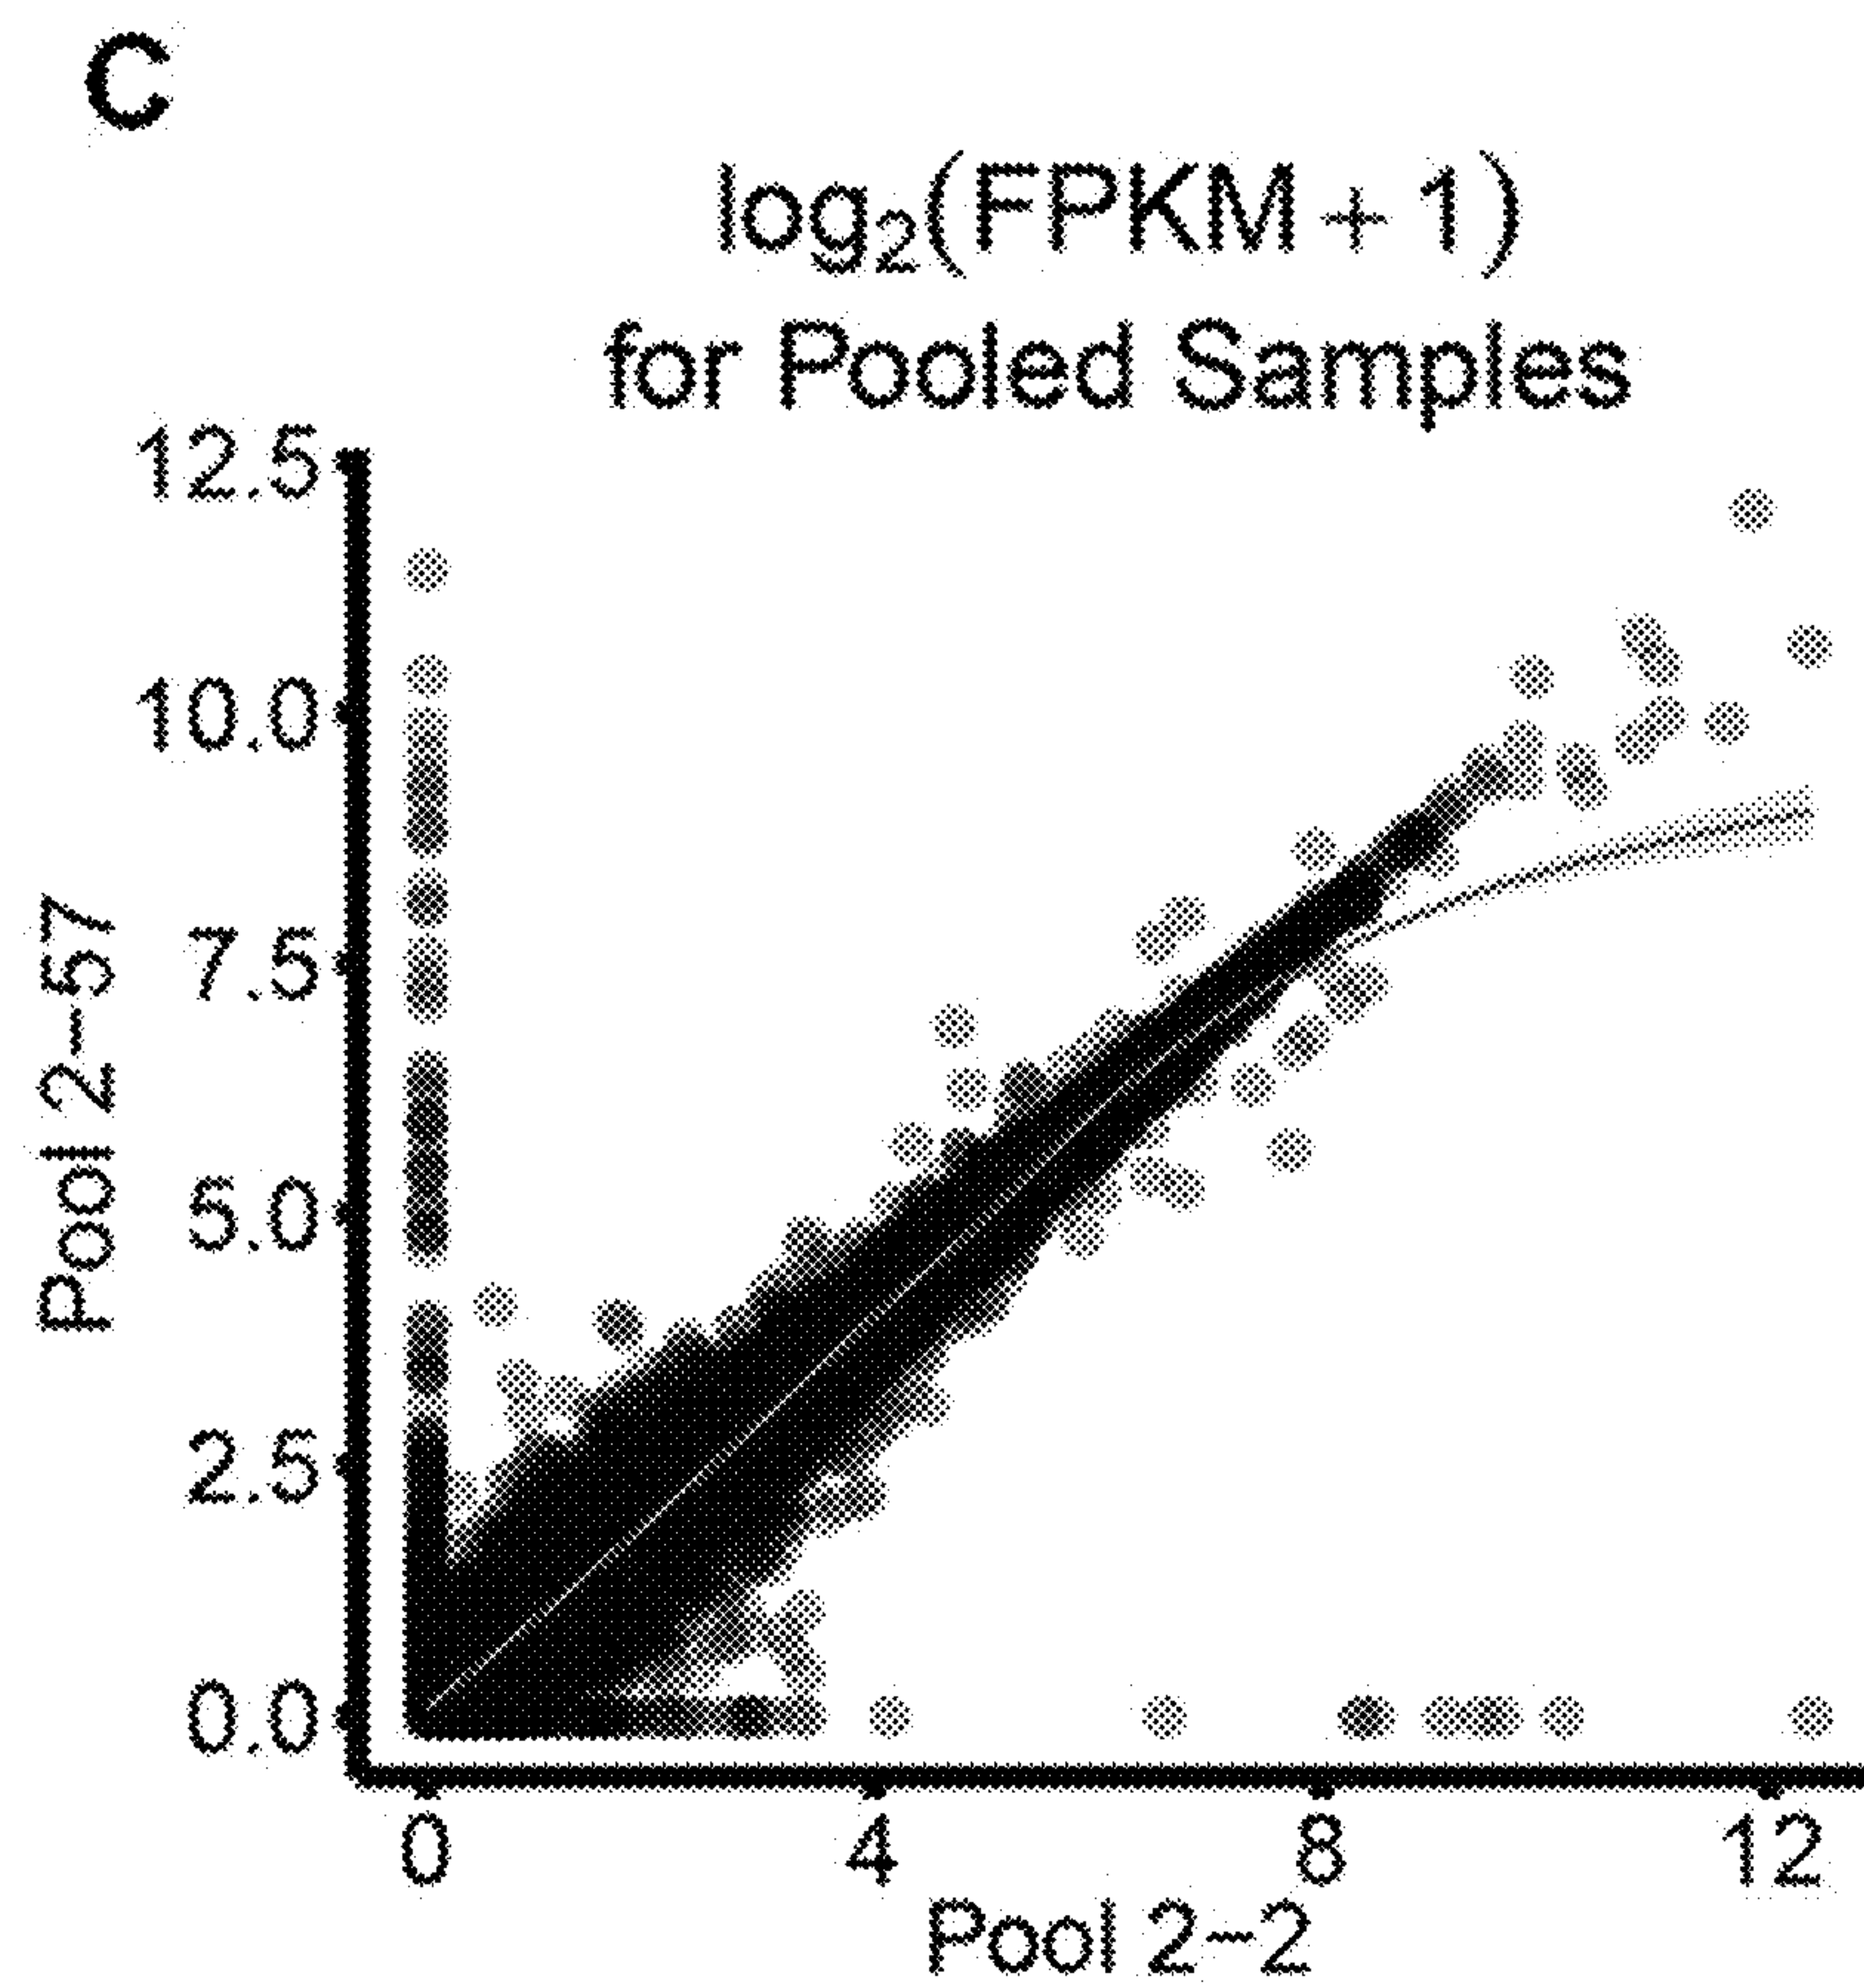 C
log₂(FPKM + 1)
for Pooled Samples
12.5
10.0
7.5
5.0
2.5
0.0
Pool 2-57
0 4 8 12
Pool 2-2